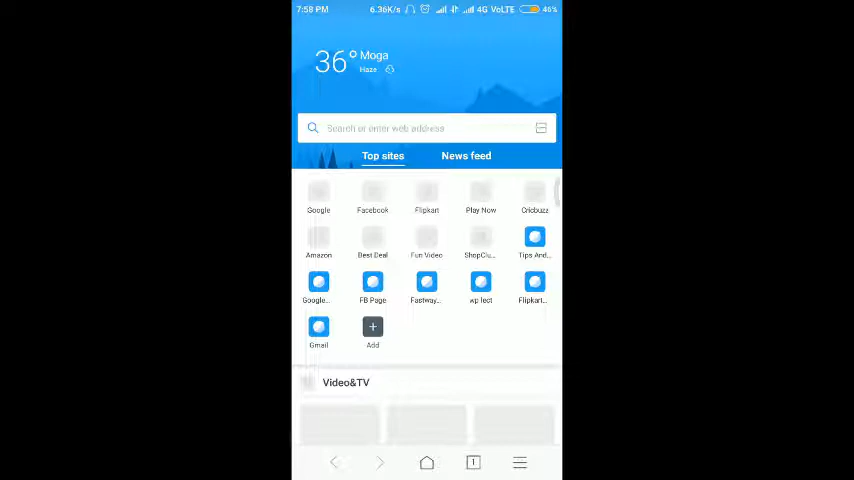 7:58 PM 6.36K/s 4G VoLTE 46%
36° Moga
Haze
Search or enter web address
Top sites News feed
Google Facebook Flipkart Play Now Cricbuzz
Amazon Best Deal Fun Video ShopClu... Tips And...
Google... FB Page Fastway... wp lect Flipkart...
Gmail Add
Video&TV
1